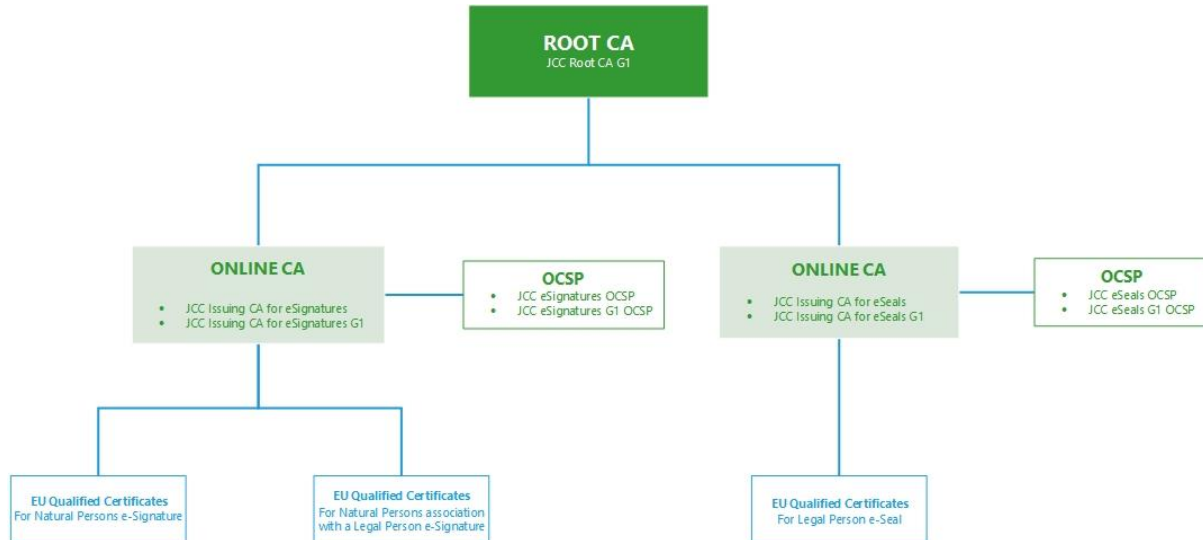 ROOT CA
JCC Root CA G1
ONLINE CA
• JCC Issuing CA for eSignatures
• JCC Issuing CA for eSignatures G1
OCSP
• JCC eSignatures OCSP
• JCC eSignatures G1 OCSP
ONLINE CA
• JCC Issuing CA for eSeals
• JCC Issuing CA for eSeals G1
OCSP
• JCC eSeals OCSP
• JCC eSeals G1 OCSP
EU Qualified Certificates
For Natural Persons e-Signature
EU Qualified Certificates
For Natural Persons association
with a Legal Person e-Signature
EU Qualified Certificates
For Legal Person e-Seal